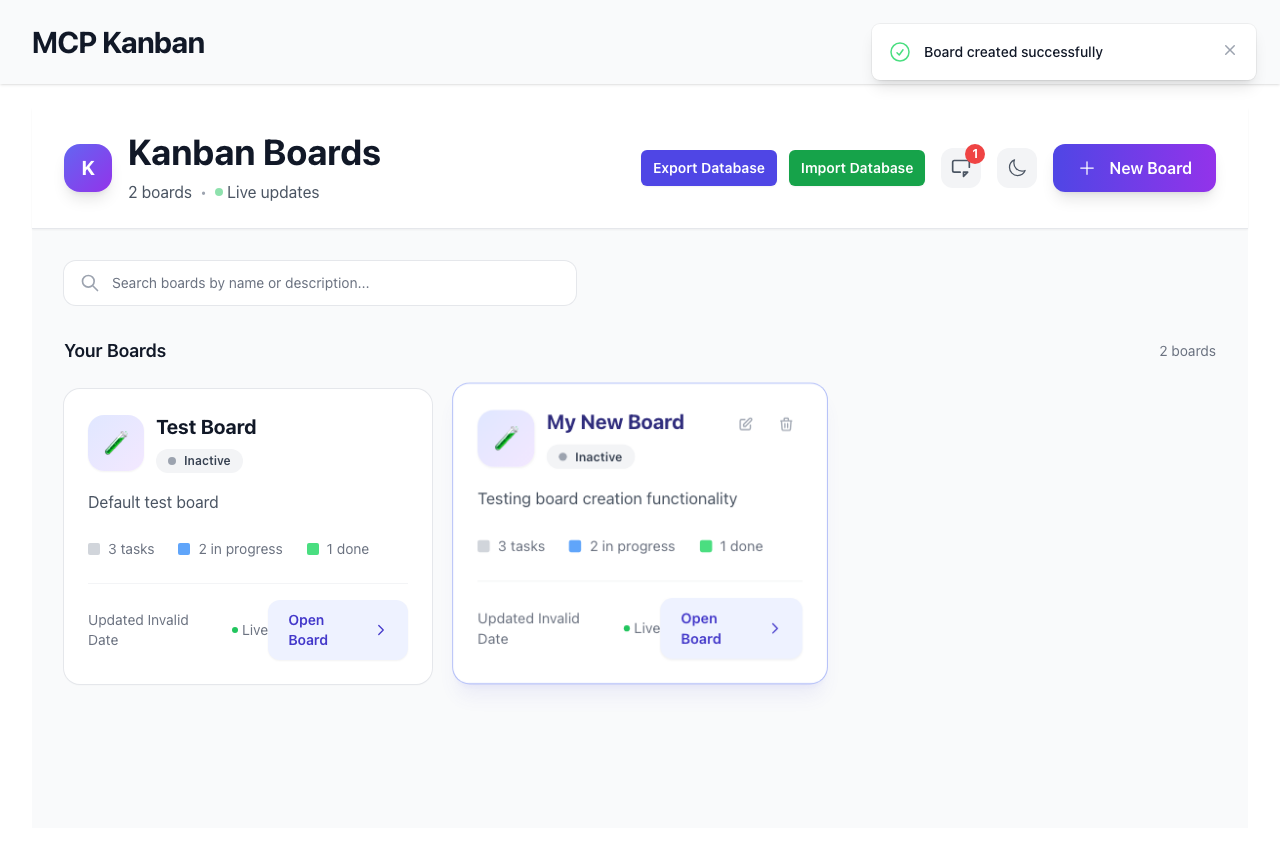 MCP Kanban
Board created successfully
K
Kanban Boards
2 boards • Live updates
Export Database
Import Database
1
New Board
Search boards by name or description...
Your Boards
2 boards
Test Board
Inactive
Default test board
3 tasks
2 in progress
1 done
Updated Invalid
Date
Live
Open
Board
My New Board
Inactive
Testing board creation functionality
3 tasks
2 in progress
1 done
Updated Invalid
Date
Live
Open
Board